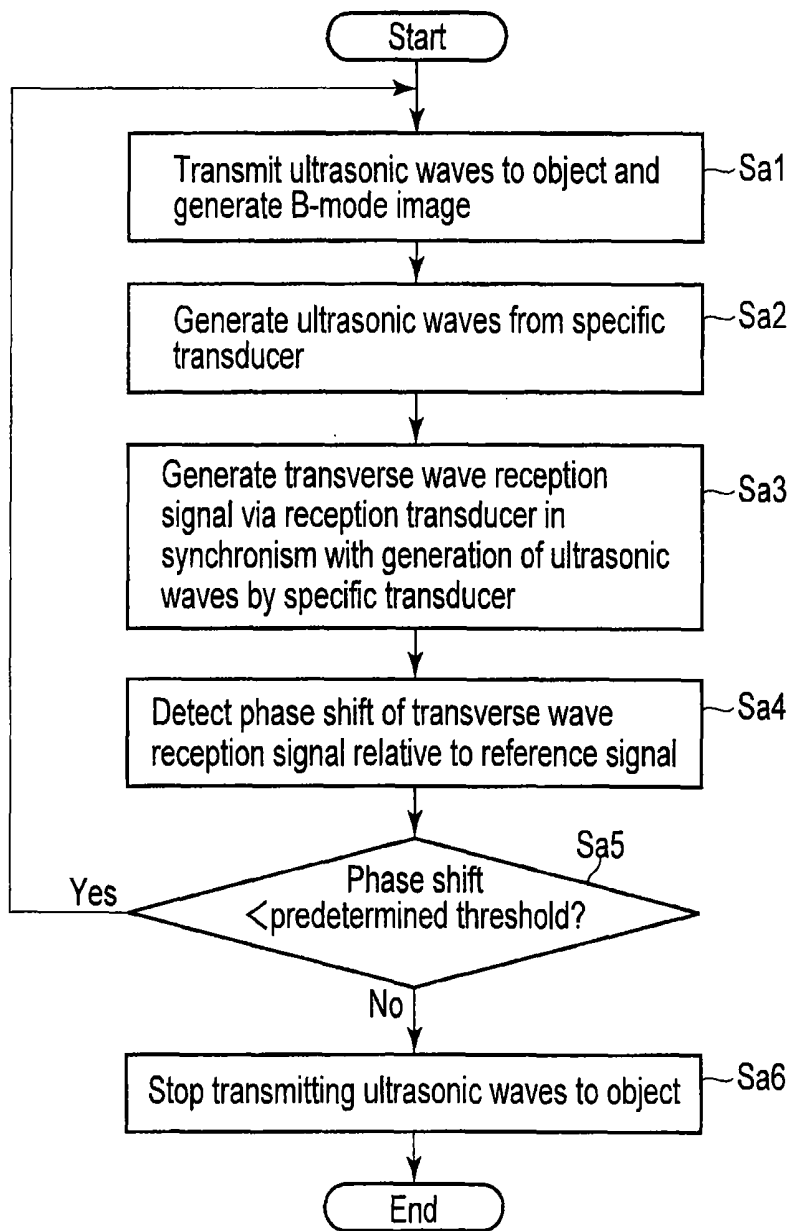 Start
Transmit ultrasonic waves to object and
generate B-mode image
Sa1
Generate ultrasonic waves from specific
transducer
Sa2
Generate transverse wave reception
signal via reception transducer in
synchronism with generation of ultrasonic
waves by specific transducer
Sa3
Detect phase shift of transverse wave
reception signal relative to reference signal
Sa4
Sa5
Phase shift
<predetermined threshold?
Yes
No
Stop transmitting ultrasonic waves to object
Sa6
End